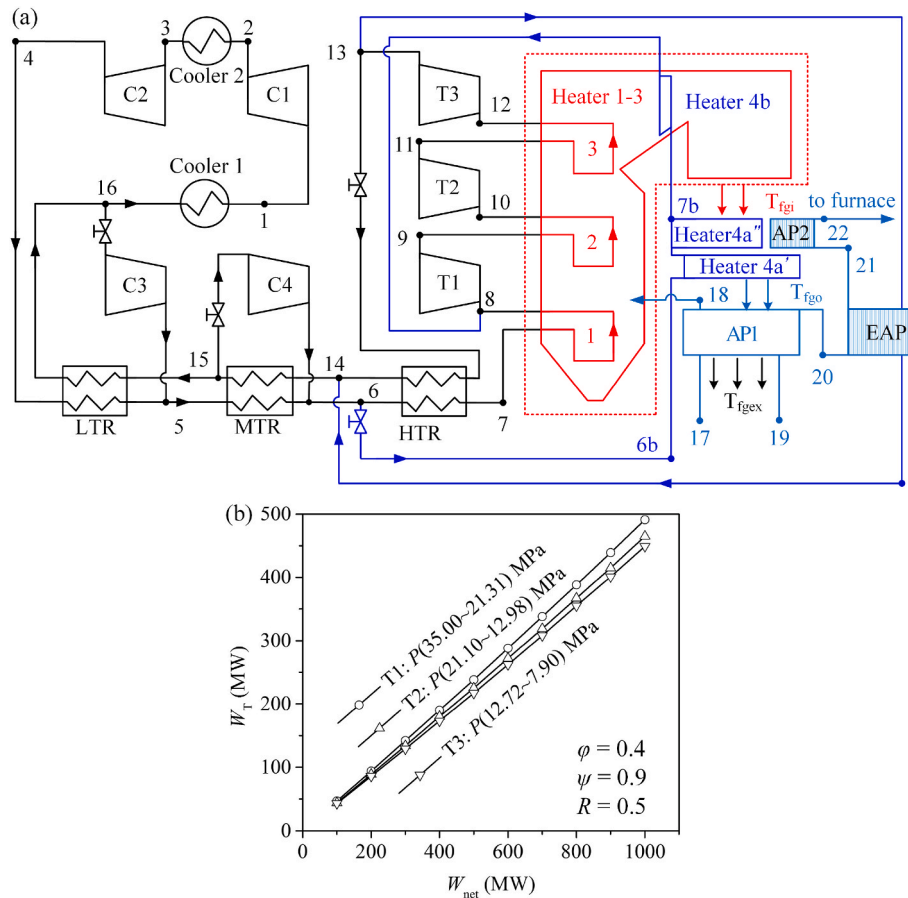 (a)
3
2
4
Cooler 2
C2
C1
Cooler 1
16
1
C3
C4
15
14
5
6
LTR
MTR
HTR
7
13
T3
12
11
T2
10
9
T1
8
Heater 1-3
Heater 4b
3
2
1
T_fgi
to furnace
7b
Heater4a″
AP2
22
Heater 4a′
21
18
T_fgo
AP1
EAP
20
T_fgex
17
19
6b
(b)
500
400
300
200
100
0
W_T (MW)
T1: P(35.00~21.31) MPa
T2: P(21.10~12.98) MPa
T3: P(12.72~7.90) MPa
φ = 0.4
ψ = 0.9
R = 0.5
0 200 400 600 800 1000
W_net (MW)